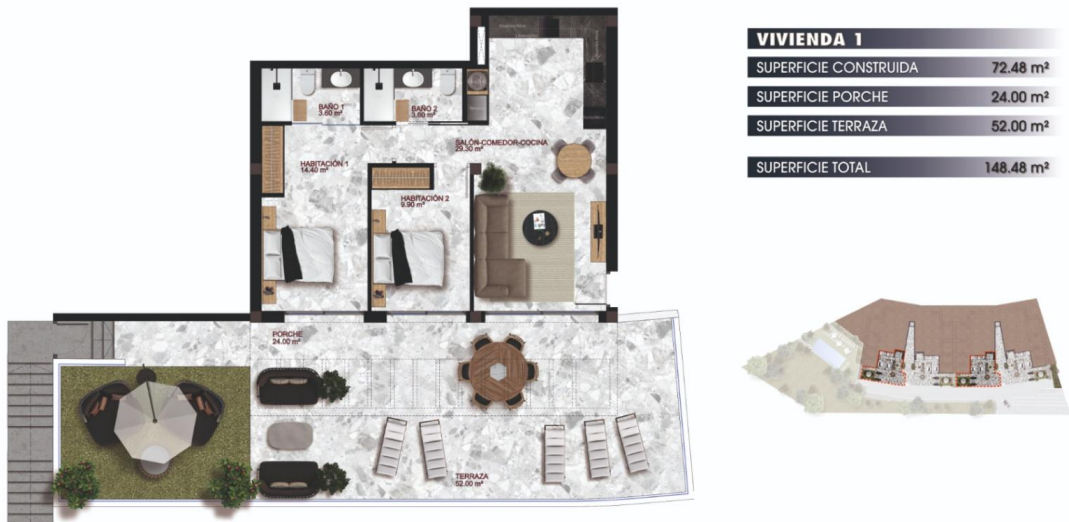 VIVIENDA 1
SUPERFICIE CONSTRUIDA 72.48 m²
SUPERFICIE PORCHE 24.00 m²
SUPERFICIE TERRAZA 52.00 m²
SUPERFICIE TOTAL 148.48 m²
BAÑO 1
3.60 m²
BAÑO 2
3.60 m²
SALÓN-COMEDOR-COCINA
29.30 m²
HABITACIÓN 1
14.40 m²
HABITACIÓN 2
9.90 m²
PORCHE
24.00 m²
TERRAZA
52.00 m²